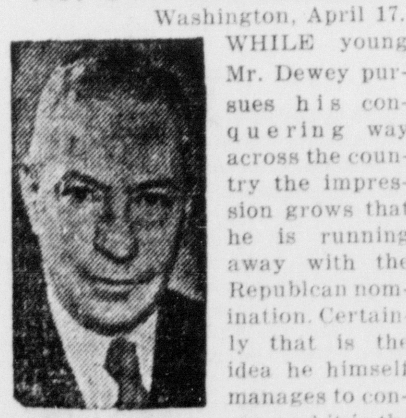 Washington, April 17.
WHILE young
Mr. Dewey pur-
sues his con-
quering way
across the coun-
try the impres-
sion grows that
he is running
away with the
Republcan nom-
ination. Certain-
ly that is the
idea he himself
manages to con-